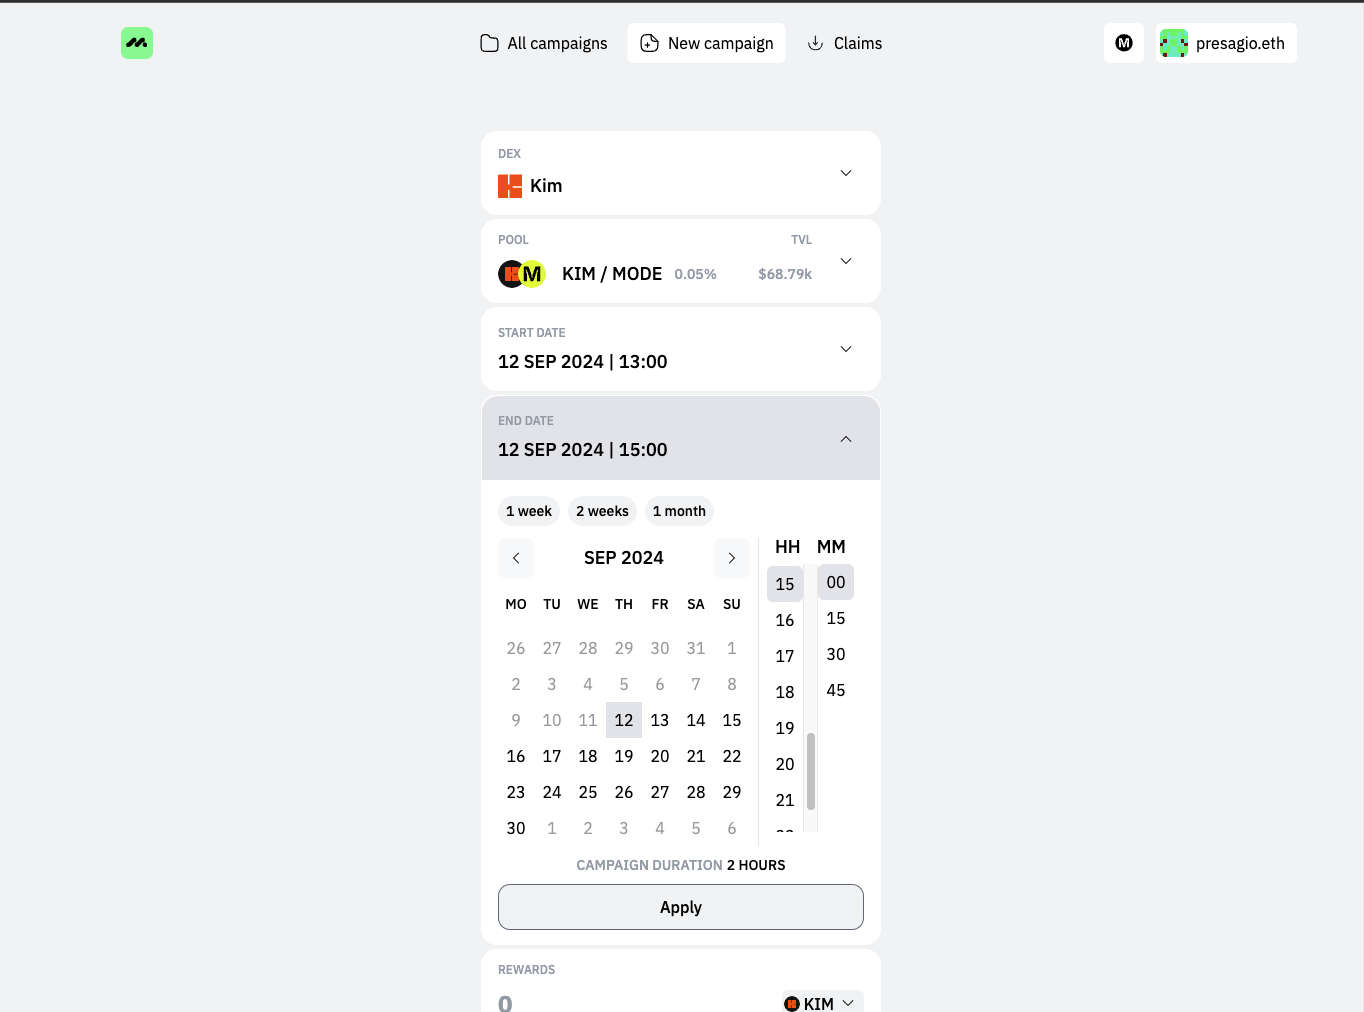 All campaigns New campaign Claims M presagio.eth
DEX
Kim
POOL TVL
M KIM / MODE 0.05% $68.79k
START DATE
12 SEP 2024 | 13:00
END DATE
12 SEP 2024 | 15:00
1 week 2 weeks 1 month
SEP 2024 HH MM
MO TU WE TH FR SA SU
26 27 28 29 30 31 1
2 3 4 5 6 7 8
9 10 11 12 13 14 15
16 17 18 19 20 21 22
23 24 25 26 27 28 29
30 1 2 3 4 5 6
15 00
16 15
17 30
18 45
19
20
21
CAMPAIGN DURATION 2 HOURS
Apply
REWARDS
0 KIM